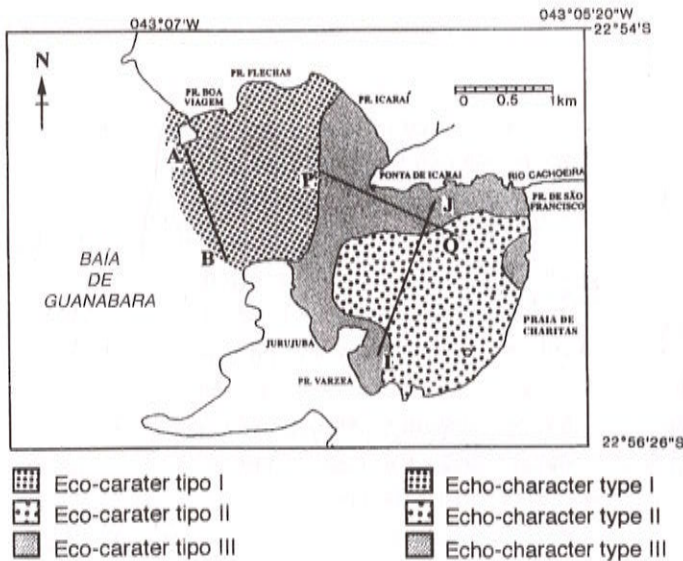 043°05'20"W
043°07'W
22°54'S
N
PR. FLECHAS
PR. BOA
VIAGEM
PR. ICARAÍ
0 0.5 1km
A
P
PONTA DE ICARAI
RIO CACHOEIRA
J
PR. DE SÃO
FRANCISCO
Q
B
BAÍA
DE
GUANABARA
PRAIA DE
CHARITAS
JURUJUBA
I
PR. VARZEA
22°56'26"S
Eco-carater tipo I
Echo-character type I
Eco-carater tipo II
Echo-character type II
Eco-carater tipo III
Echo-character type III